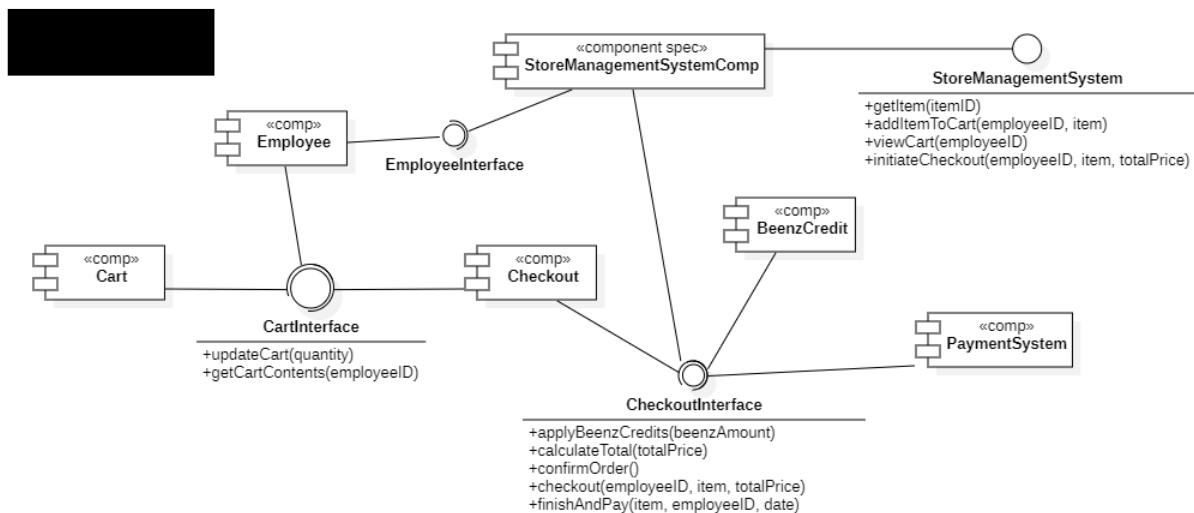 «component spec»
StoreManagementSystemComp
StoreManagementSystem
+getItem(itemID)
+addItemToCart(employeeID, item)
+viewCart(employeeID)
+initiateCheckout(employeeID, item, totalPrice)
«comp»
Employee
EmployeeInterface
«comp»
BeenzCredit
«comp»
Cart
CartInterface
+updateCart(quantity)
+getCartContents(employeeID)
«comp»
Checkout
«comp»
PaymentSystem
CheckoutInterface
+applyBeenzCredits(beenzAmount)
+calculateTotal(totalPrice)
+confirmOrder()
+checkout(employeeID, item, totalPrice)
+finishAndPay(item, employeeID, date)